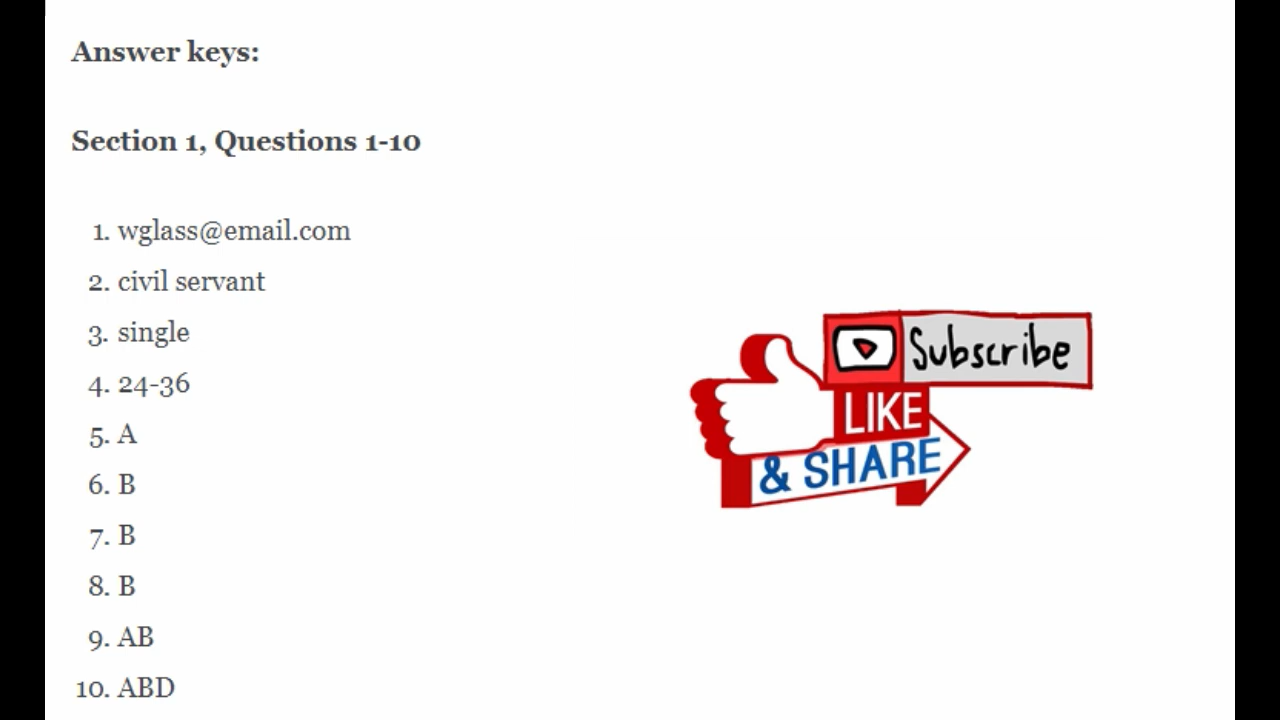 Answer keys:
Section 1, Questions 1-10
1. wglass@email.com
2. civil servant
3. single
4. 24-36
5. A
6. B
7. B
8. B
9. AB
10. ABD
Subscribe
LIKE
& SHARE